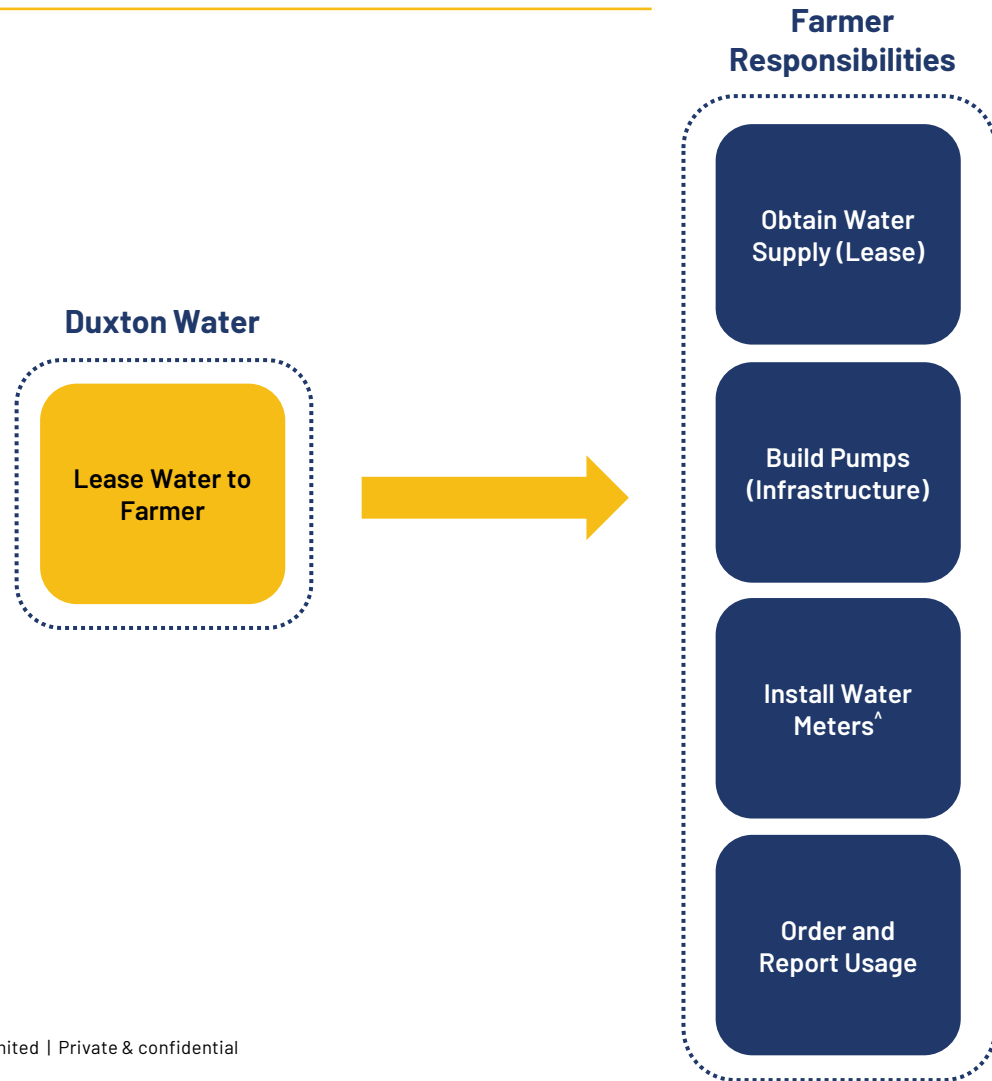 Farmer
Responsibilities
Obtain Water
Supply (Lease)
Duxton Water
Lease Water to
Farmer
Build Pumps
(Infrastructure)
Install Water
Meters^
Order and
Report Usage
| Private & confidential